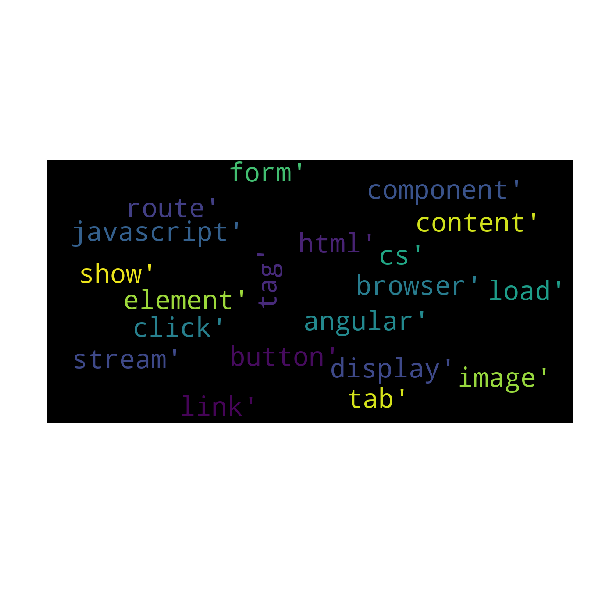 form'
component'
route'
content'
javascript'
html'
cs'
tag'
show'
browser'
load'
element'
angular'
click'
button'
stream'
display'
image'
tab'
link'